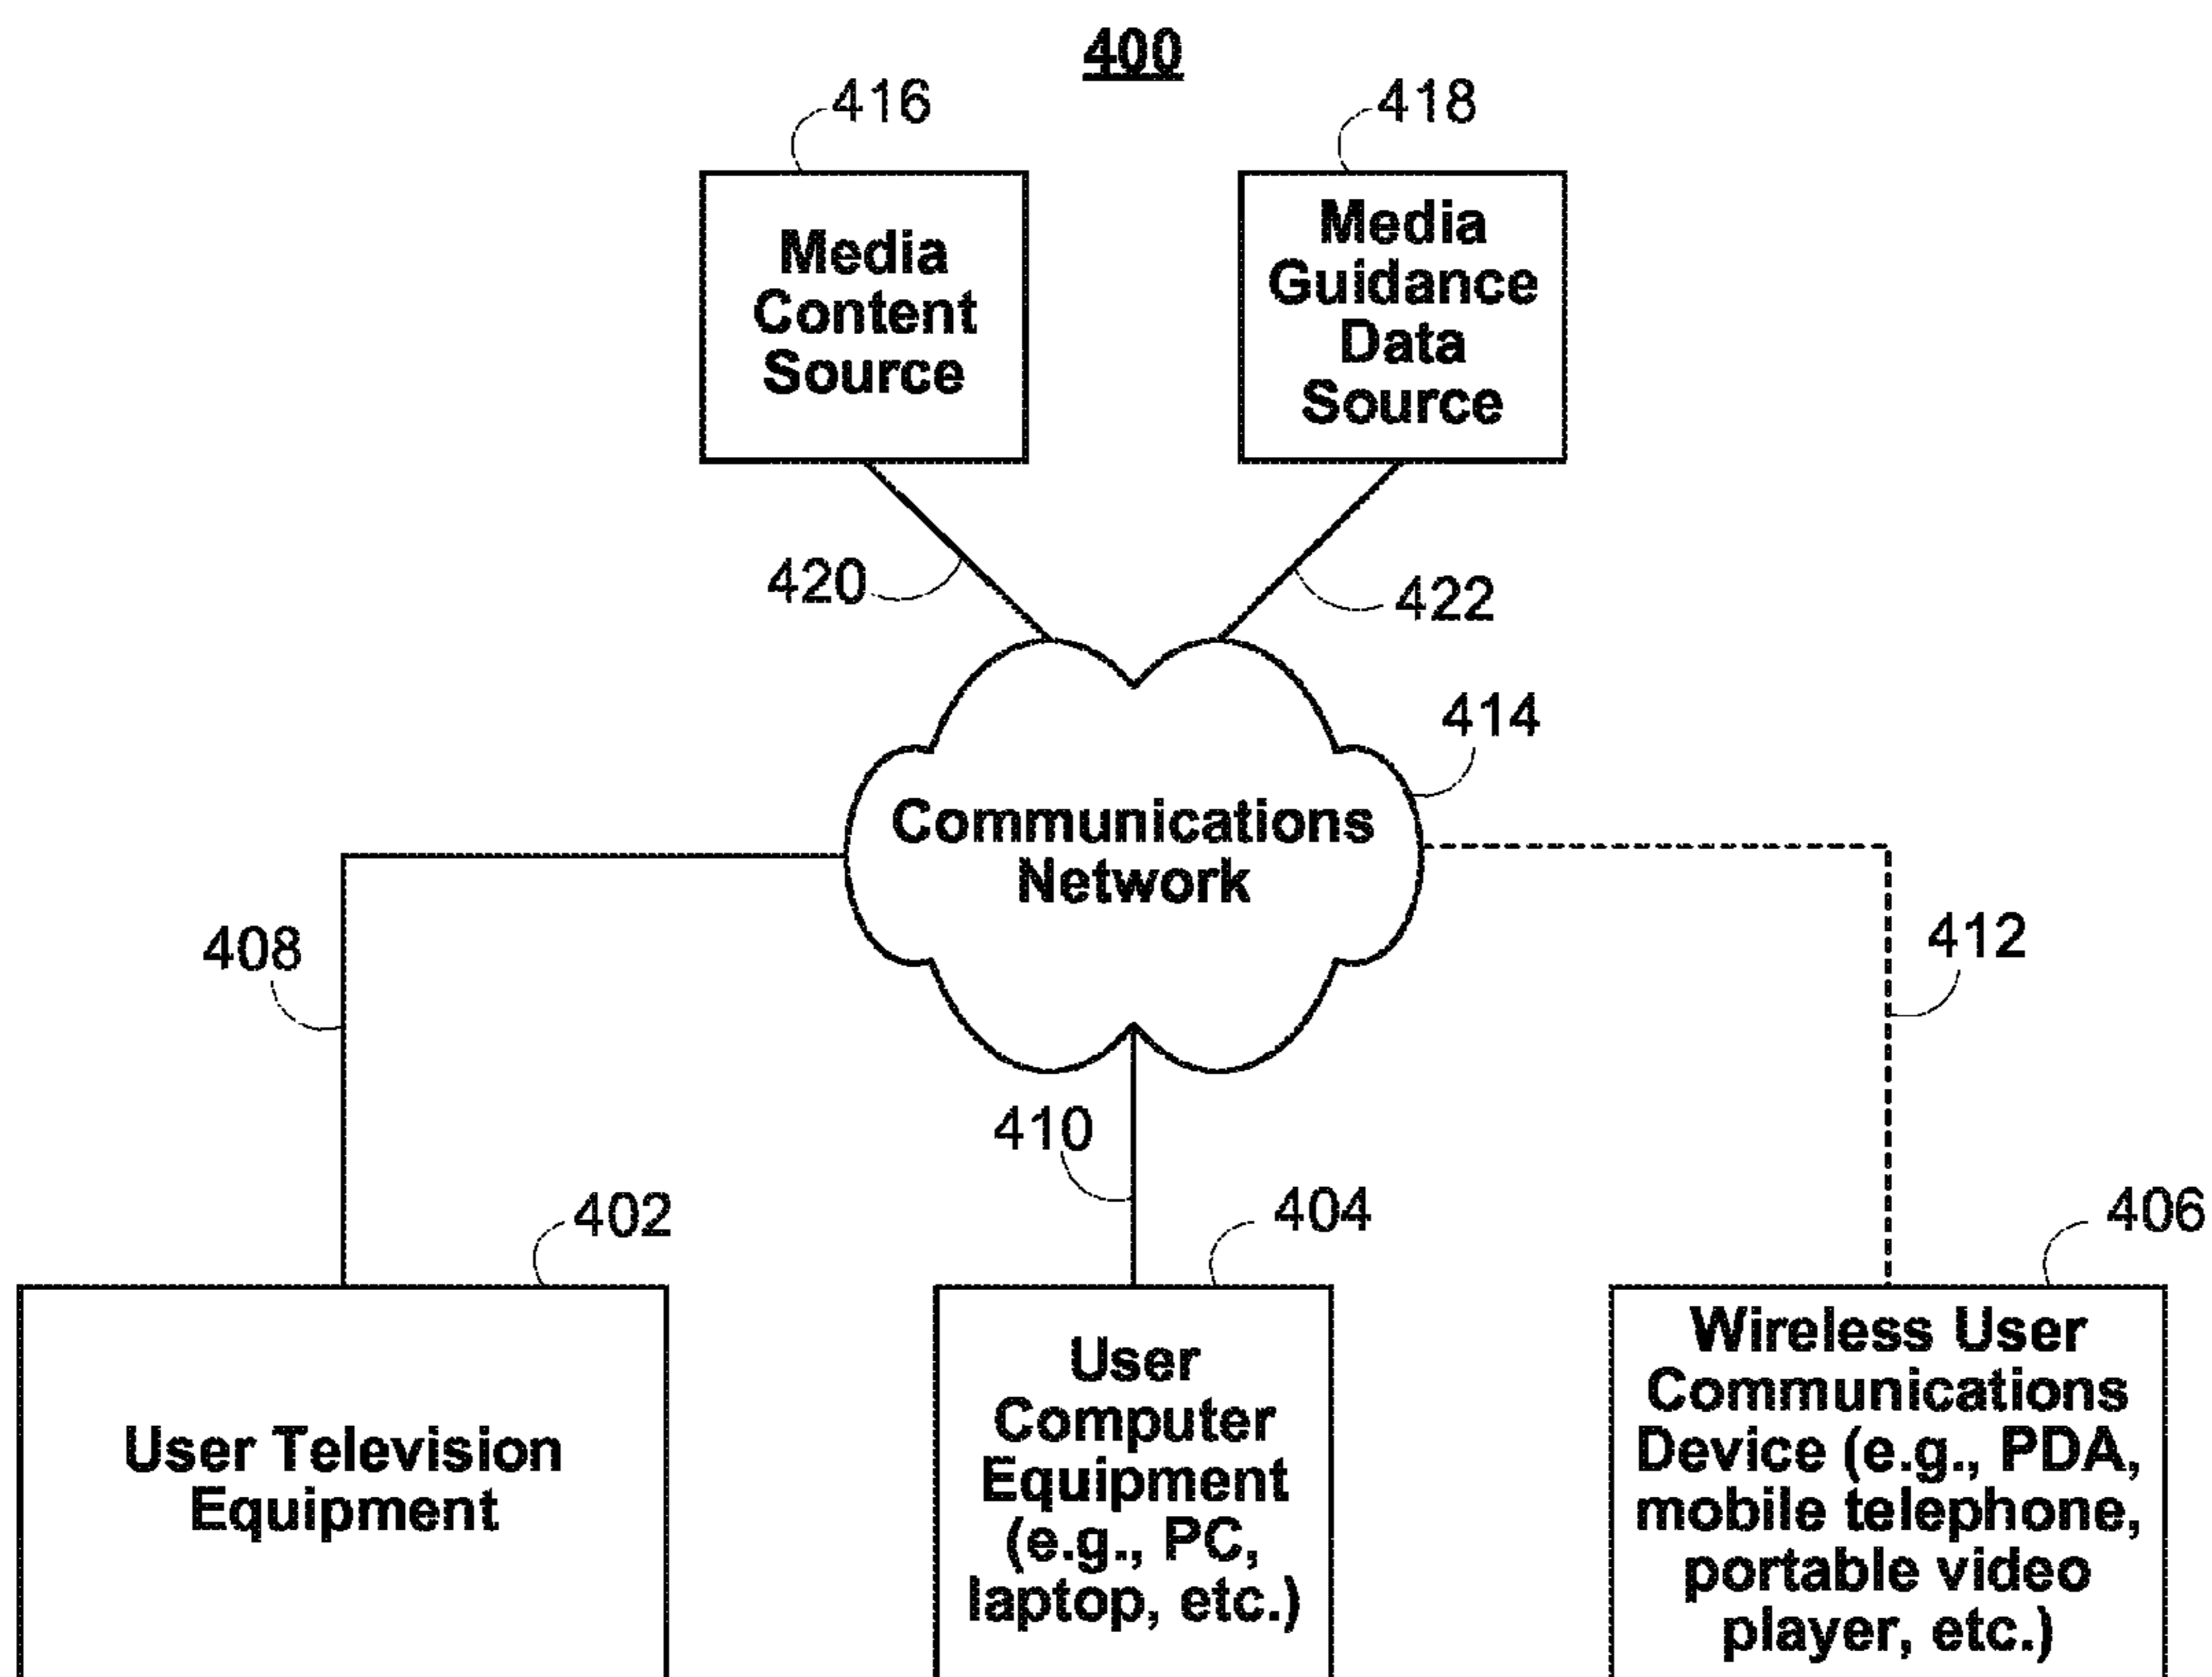 400
416
418
Media
Content
Source
Media
Guidance
Data
Source
420
422
414
Communications
Network
408
412
410
402
404
406
User Television
Equipment
User
Computer
Equipment
(e.g., PC,
laptop, etc.)
Wireless User
Communications
Device (e.g., PDA,
mobile telephone,
portable video
player, etc.)